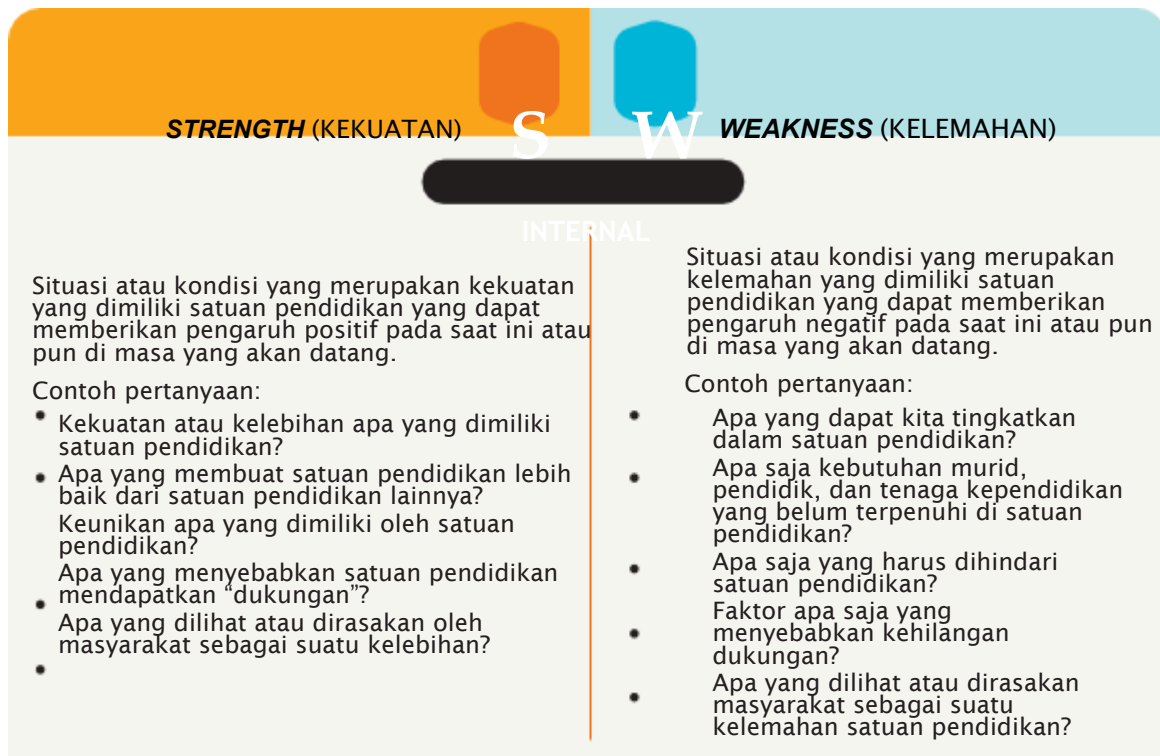 STRENGTH (KEKUATAN)
S
W
WEAKNESS (KELEMAHAN)
INTERNAL
Situasi atau kondisi yang merupakan kekuatan
yang dimiliki satuan pendidikan yang dapat
memberikan pengaruh positif pada saat ini atau
pun di masa yang akan datang.
Contoh pertanyaan:
Kekuatan atau kelebihan apa yang dimiliki
satuan pendidikan?
Apa yang membuat satuan pendidikan lebih
baik dari satuan pendidikan lainnya?
Keunikan apa yang dimiliki oleh satuan
pendidikan?
Apa yang menyebabkan satuan pendidikan
mendapatkan “dukungan”?
Apa yang dilihat atau dirasakan oleh
masyarakat sebagai suatu kelebihan?
Situasi atau kondisi yang merupakan
kelemahan yang dimiliki satuan
pendidikan yang dapat memberikan
pengaruh negatif pada saat ini atau pun
di masa yang akan datang.
Contoh pertanyaan:
Apa yang dapat kita tingkatkan
dalam satuan pendidikan?
Apa saja kebutuhan murid,
pendidik, dan tenaga kependidikan
yang belum terpenuhi di satuan
pendidikan?
Apa saja yang harus dihindari
satuan pendidikan?
Faktor apa saja yang
menyebabkan kehilangan
dukungan?
Apa yang dilihat atau dirasakan
masyarakat sebagai suatu
kelemahan satuan pendidikan?